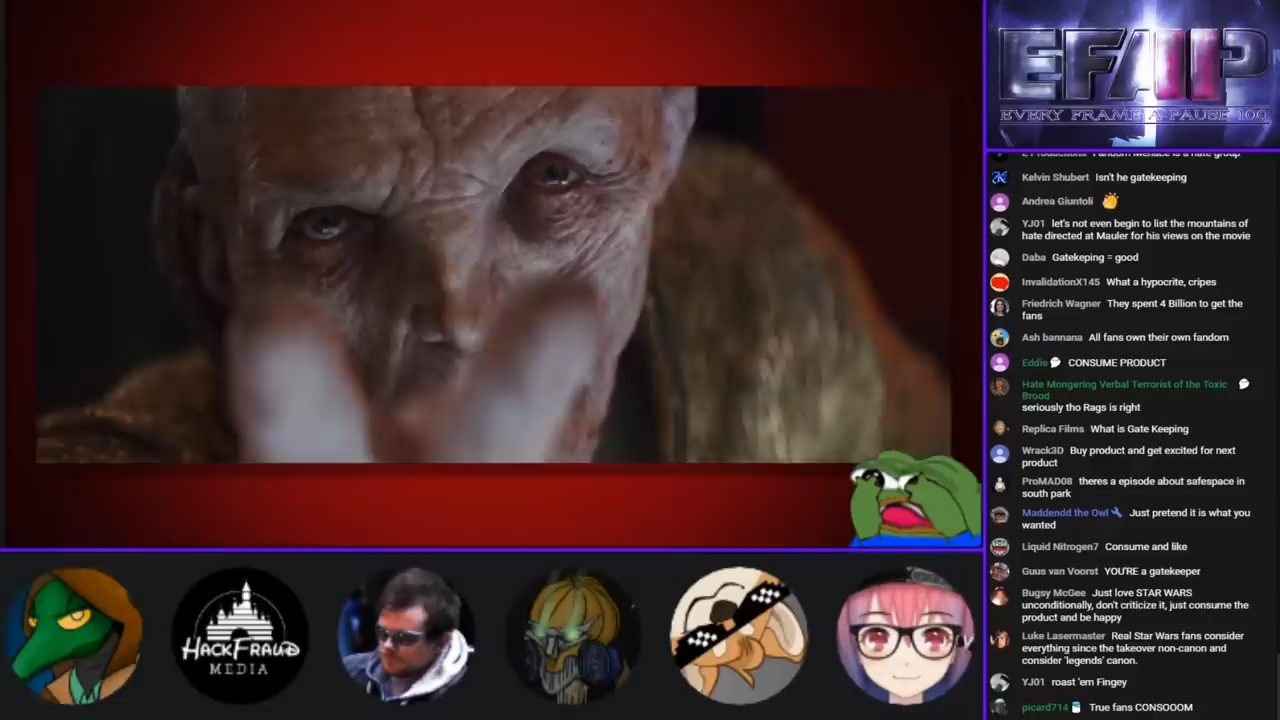 EFAIP
EVERY FRAME A PAUSE 100
Fandom Menace is a hate group
Kelvin Shubert Isn't he gatekeeping
Andrea Giuntoli 👏
YJ01 let's not even begin to list the mountains of
hate directed at Mauler for his views on the movie
Daba Gatekeping = good
InvalidationX145 What a hypocrite, cripes
Friedrich Wagner They spent 4 Billion to get the
fans
Ash bannana All fans own their own fandom
Eddie CONSUME PRODUCT
Hate Mongering Verbal Terrorist of the Toxic
Brood
seriously tho Rags is right
Replica Films What is Gate Keeping
Wrack3D Buy product and get excited for next
product
ProMAD08 theres a episode about safespace in
south park
Maddendd the Owl Just pretend it is what you
wanted
Liquid Nitrogen7 Consume and like
Guus van Voorst YOU'RE a gatekeeper
Bugsy McGee Just love STAR WARS
unconditionally, don't criticize it, just consume the
product and be happy
Luke Lasermaster Real Star Wars fans consider
everything since the takeover non-canon and
consider 'legends' canon.
YJ01 roast 'em Fingey
picard714 True fans CONSOOOM
HACKFRAUD
MEDIA